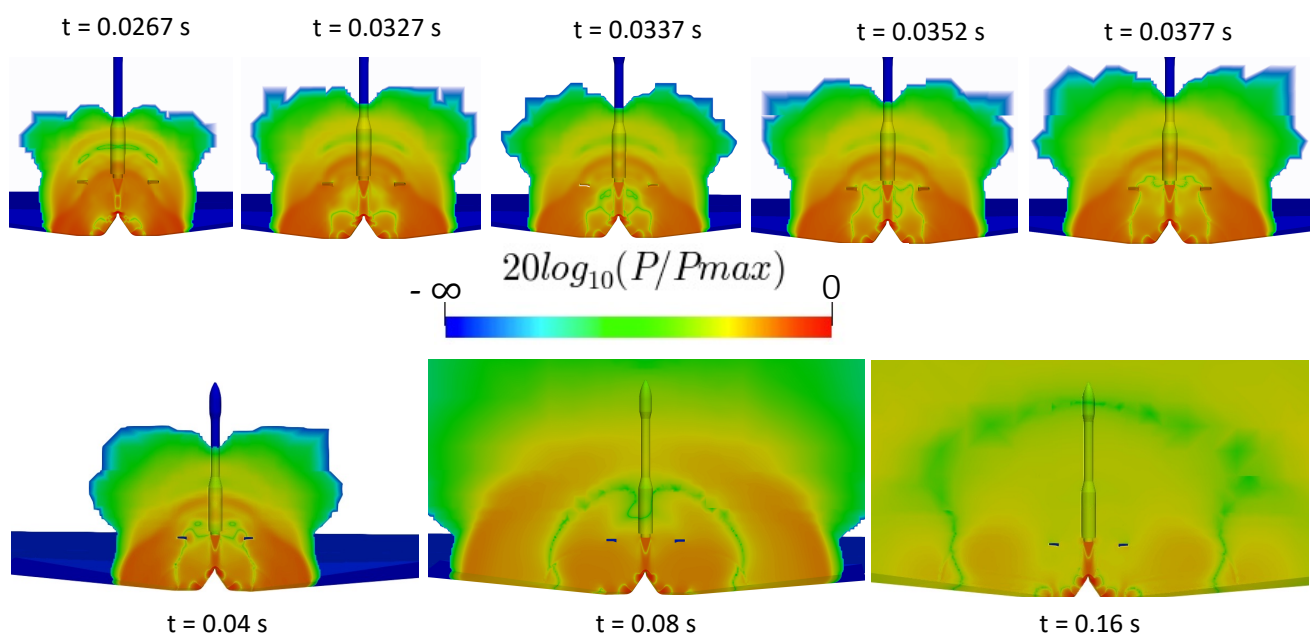 t = 0.0267 s
t = 0.0327 s
t = 0.0337 s
t = 0.0352 s
t = 0.0377 s
20log10(P/Pmax)
- ∞
0
t = 0.04 s
t = 0.08 s
t = 0.16 s